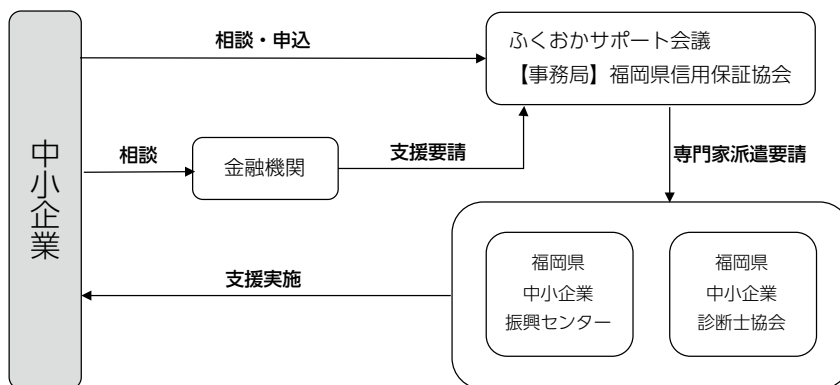 中小企業
相談・申込
ふくおかサポート会議
【事務局】福岡県信用保証協会
相談
金融機関
支援要請
専門家派遣要請
支援実施
福岡県
中小企業
振興センター
福岡県
中小企業
診断士協会